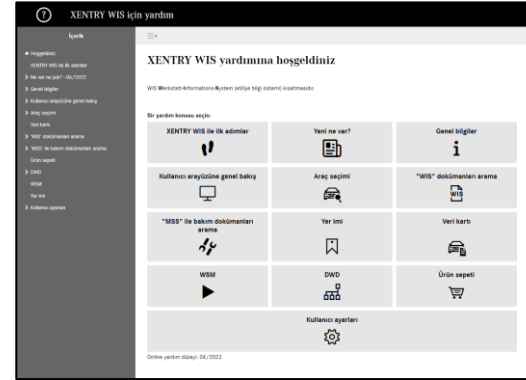 XENTRY WIS için yardım
İçerik
Hoşgeldiniz
XENTRY WIS ile ilk adımlar
Ne var ne yok? - 04/2022
Genel bilgiler
Kullanıcı arayüzüne genel bakış
Araç seçimi
Veri kartı
"WIS" dokümanları arama
"MSS" ile bakım dokümanları arama
Ürün sepeti
DWD
WSM
Yer imi
Kullanıcı ayarları
XENTRY WIS yardımına hoşgeldiniz
WIS Werkstatt-Informations-System (atölye bilgi sistemi) kısaltmasıdır.
Bir yardım konusu seçin:
XENTRY WIS ile ilk adımlar
Yeni ne var?
Genel bilgiler
Kullanıcı arayüzüne genel bakış
Araç seçimi
"WIS" dokümanları arama
WIS
"MSS" ile bakım dokümanları
arama
Yer imi
Veri kartı
WSM
DWD
Ürün sepeti
Kullanıcı ayarları
Online yardım düzeyi: 04/2022